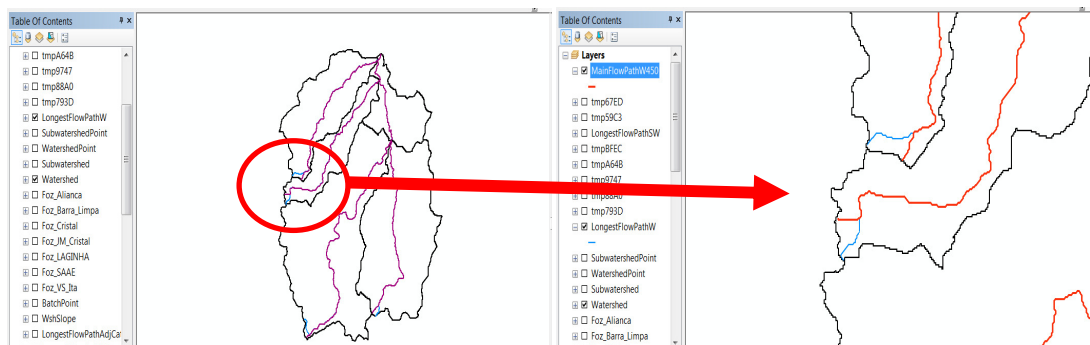 Table Of Contents
tmpA64B
tmp9747
tmp88A0
tmp793D
LongestFlowPathW
SubwatershedPoint
WatershedPoint
Subwatershed
Watershed
Foz_Alianca
Foz_Barra_Limpa
Foz_Cristal
Foz_JM_Cristal
Foz_LAGINHA
Foz_SAAE
Foz_VS_Ita
BatchPoint
WshSlope
LongestFlowPathAdjCat
Table Of Contents
Layers
MainFlowPathW450
tmp67ED
tmp59C3
LongestFlowPathSW
tmpBFEC
tmpA64B
tmp9747
tmp88A0
tmp793D
LongestFlowPathW
SubwatershedPoint
WatershedPoint
Subwatershed
Watershed
Foz_Alianca
Foz_Barra_Limpa